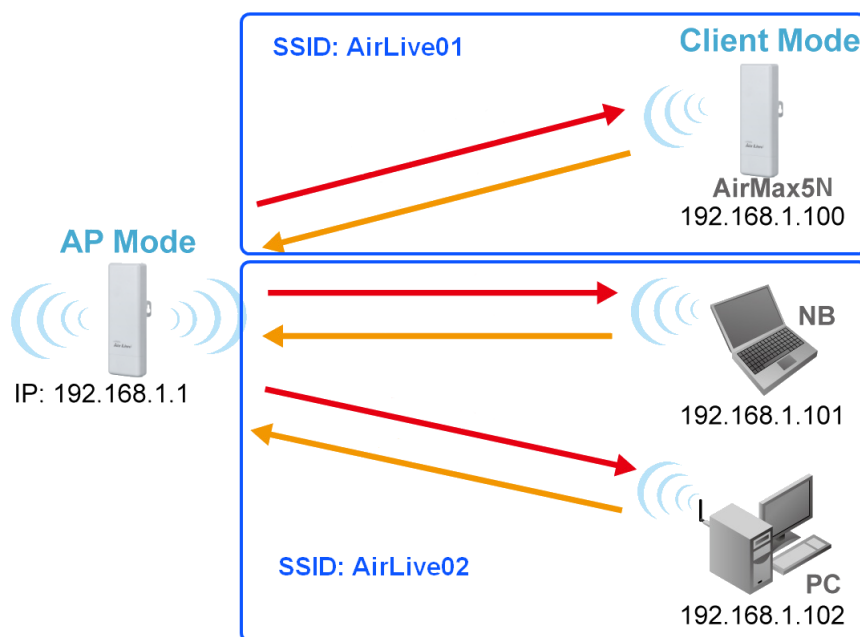 SSID: AirLive01
Client Mode
AirMax5N
192.168.1.100
AP Mode
IP: 192.168.1.1
NB
192.168.1.101
SSID: AirLive02
PC
192.168.1.102